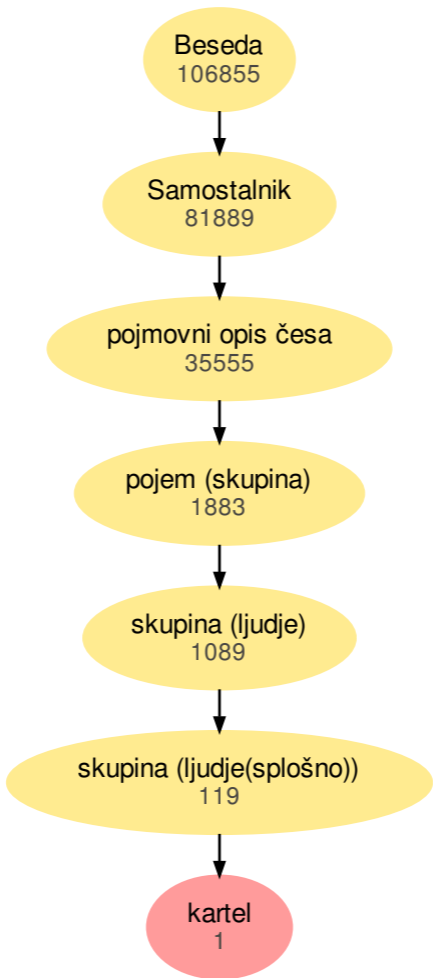 Beseda
106855
Samostalnik
81889
pojmovni opis česa
35555
pojem (skupina)
1883
skupina (ljudje)
1089
skupina (ljudje(splošno))
119
kartel
1